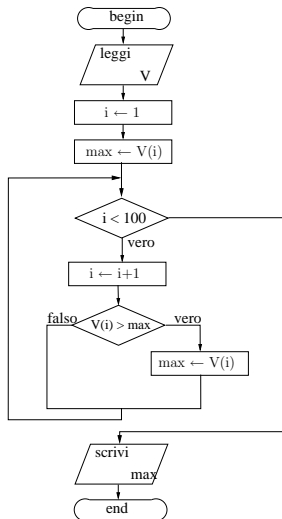 begin
leggi
V
i ← 1
max ← V(i)
i < 100
vero
i ← i+1
falso
V(i) > max
vero
max ← V(i)
scrivi
max
end